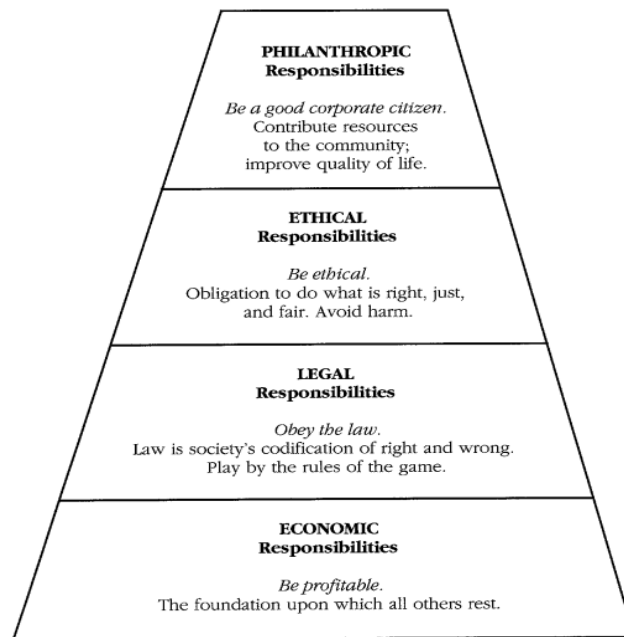 PHILANTHROPIC
Responsibilities
Be a good corporate citizen.
Contribute resources
to the community;
improve quality of life.
ETHICAL
Responsibilities
Be ethical.
Obligation to do what is right, just,
and fair. Avoid harm.
LEGAL
Responsibilities
Obey the law.
Law is society's codification of right and wrong.
Play by the rules of the game.
ECONOMIC
Responsibilities
Be profitable.
The foundation upon which all others rest.